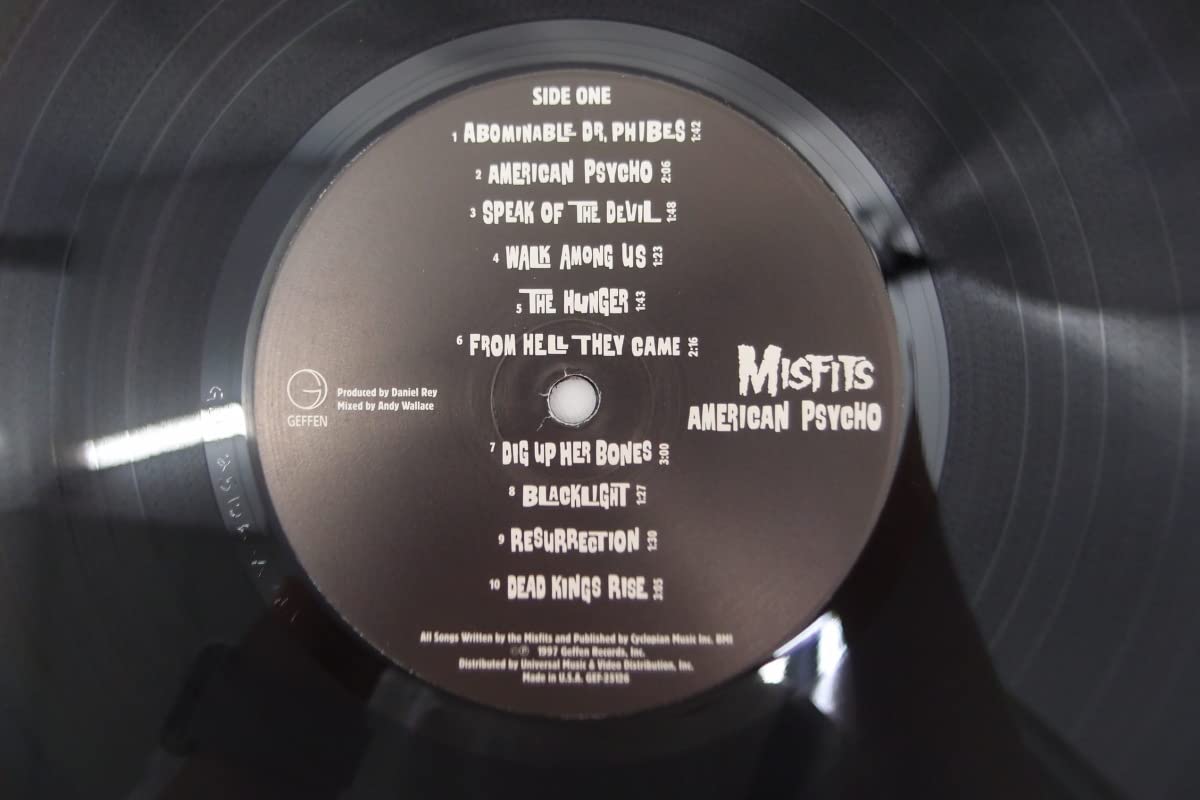 SIDE ONE
1 ABOMINABLE DR. PHIBES 1:42
2 AMERICAN PSYCHO 2:06
3 SPEAK OF THE DEVIL 1:48
4 WALK AMONG US 1:23
5 THE HUNGER 1:43
6 FROM HELL THEY CAME 2:16
GEFFEN
Produced by Daniel Rey
Mixed by Andy Wallace
MISFITS
AMERICAN PSYCHO
7 DIG UP HER BONES 3:00
8 BLACKLIGHT 1:27
9 RESURRECTION 1:30
10 DEAD KINGS RISE
All Songs Written by the Misfits and Published by Cyclopian Music Inc. BMI
©℗ 1997 Geffen Records, Inc.
Distributed by Universal Music & Video Distribution, Inc.
Made in U.S.A. GEF-25126